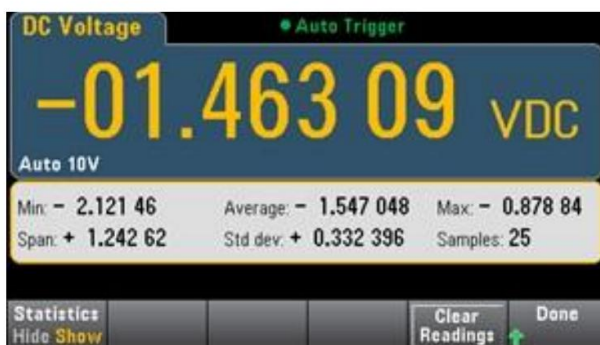 DC Voltage
Auto Trigger
-01.463 09 VDC
Auto 10V
Min: - 2.121 46 Average: - 1.547 048 Max: - 0.878 84
Span: + 1.242 62 Std dev: + 0.332 396 Samples: 25
Statistics
Hide Show
Clear
Readings
Done